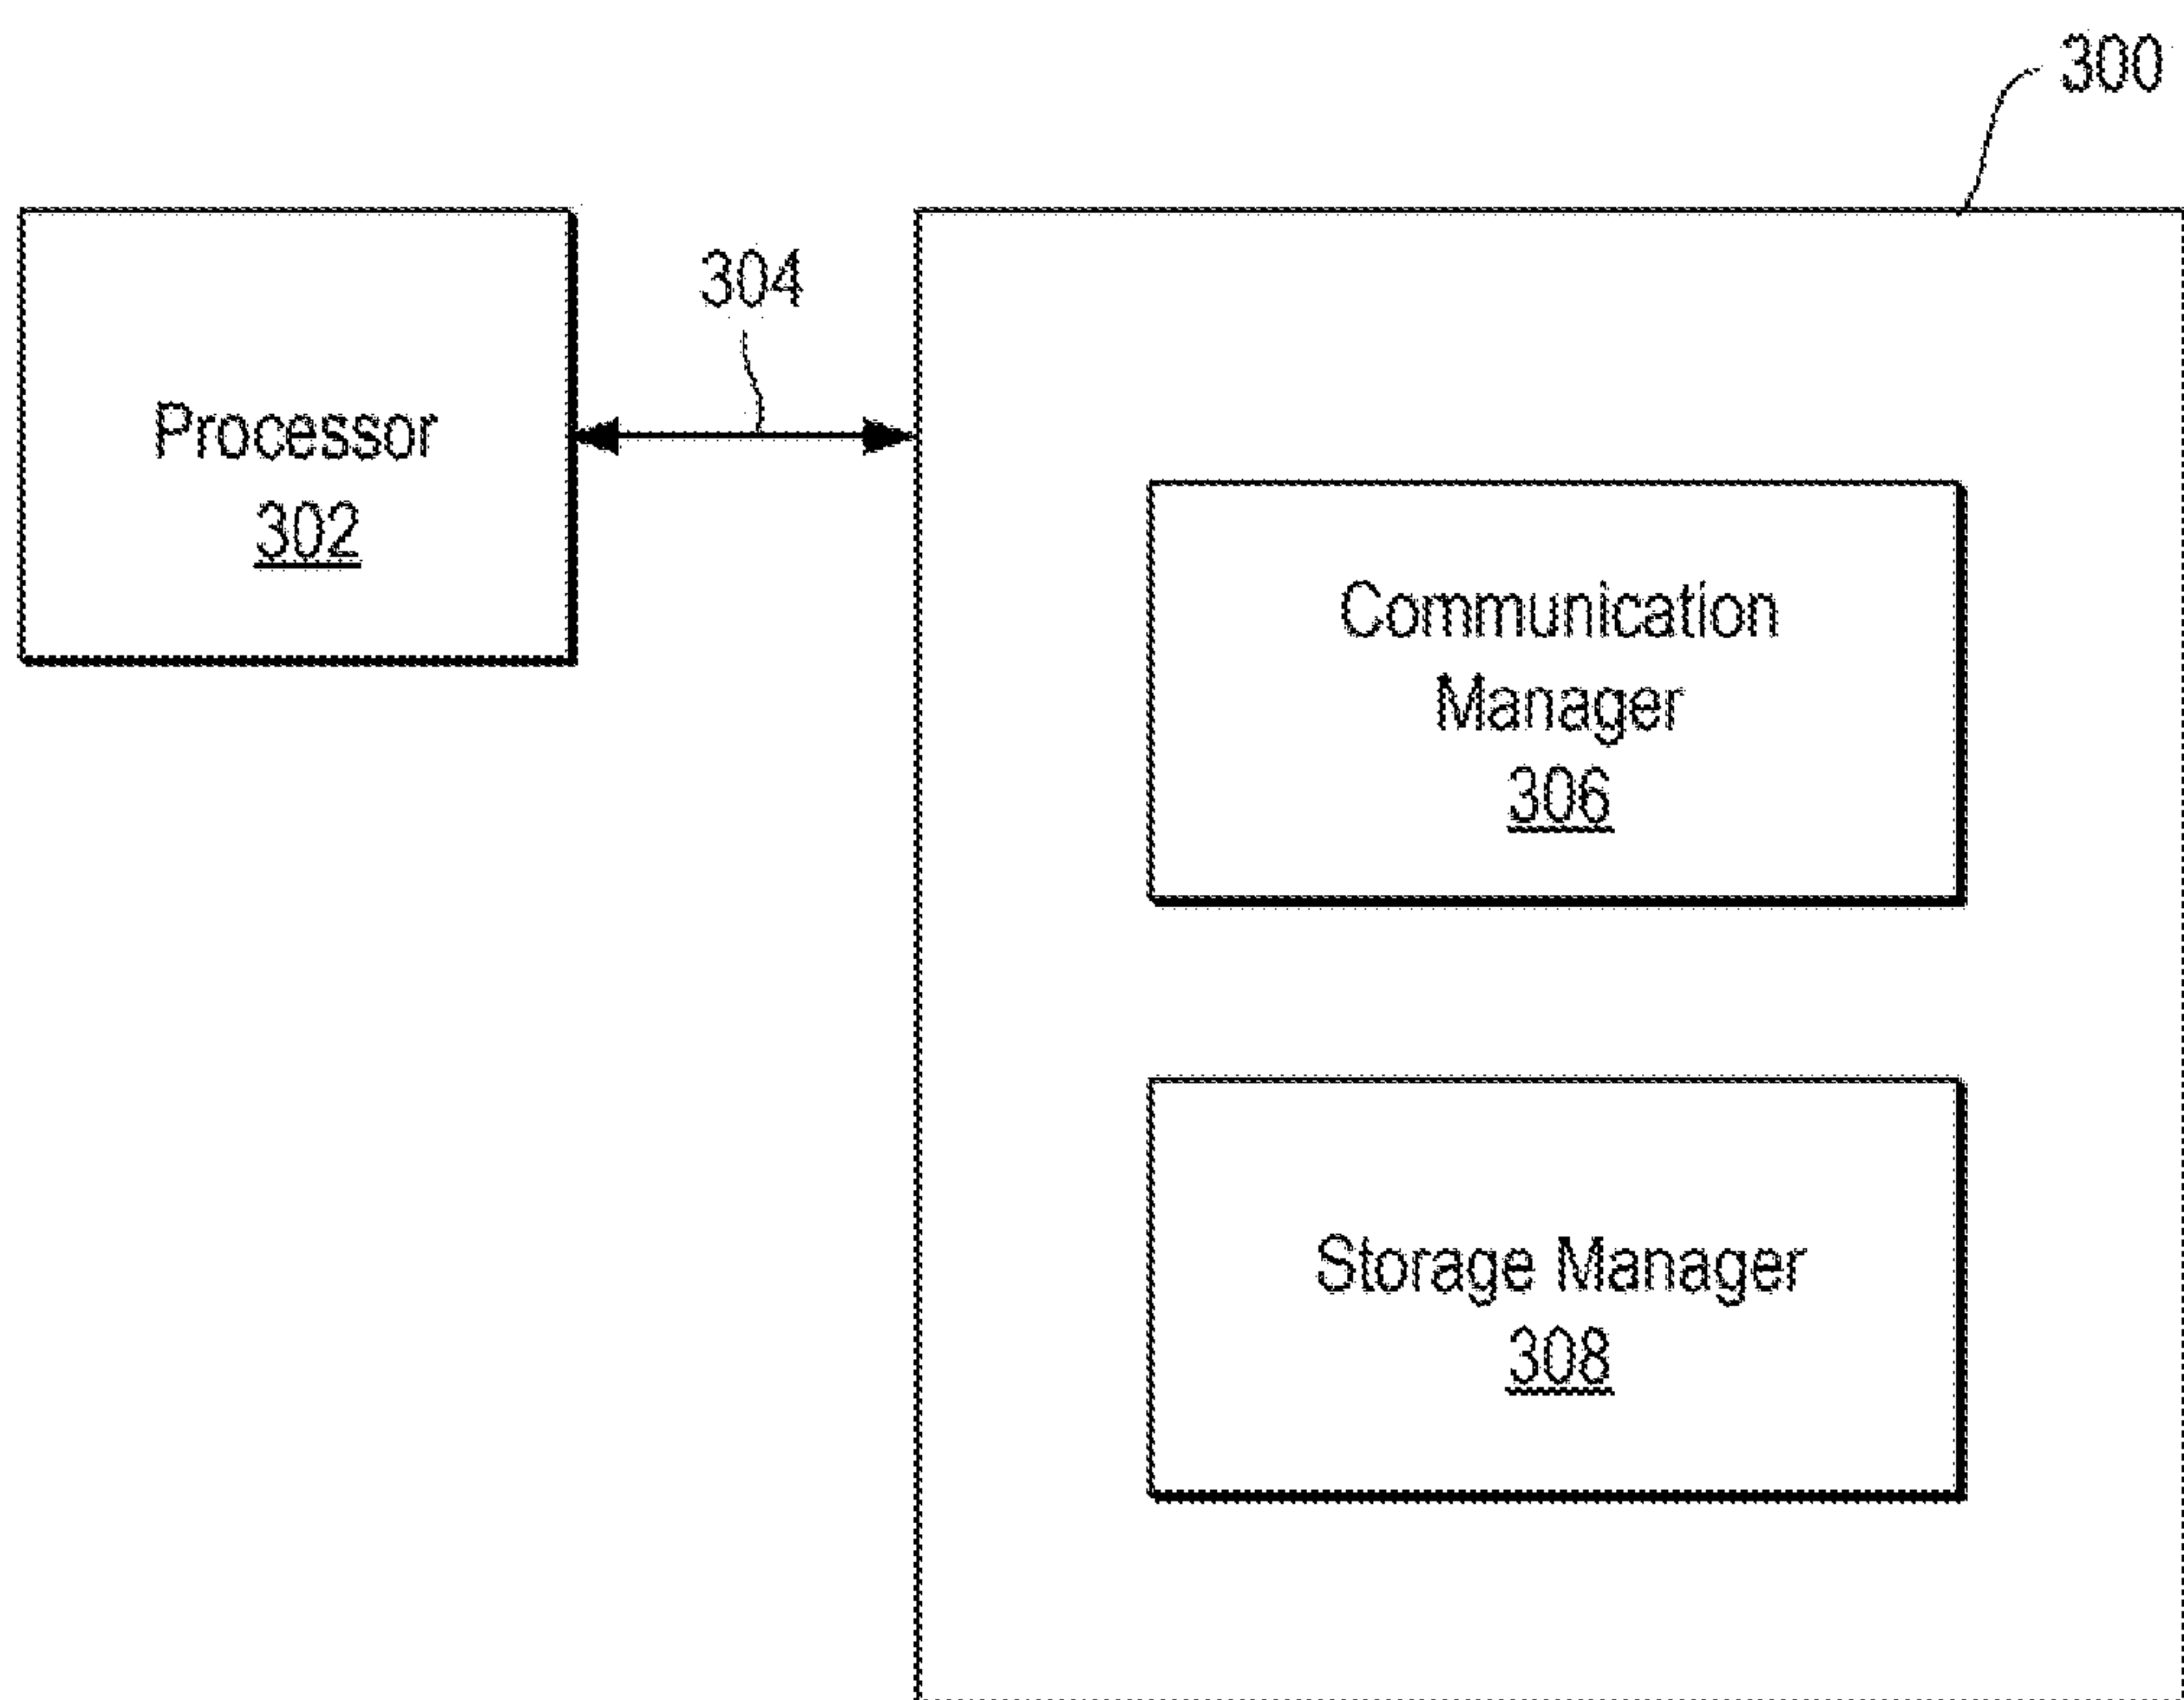 300
304
Processor
302
Communication
Manager
306
Storage Manager
308